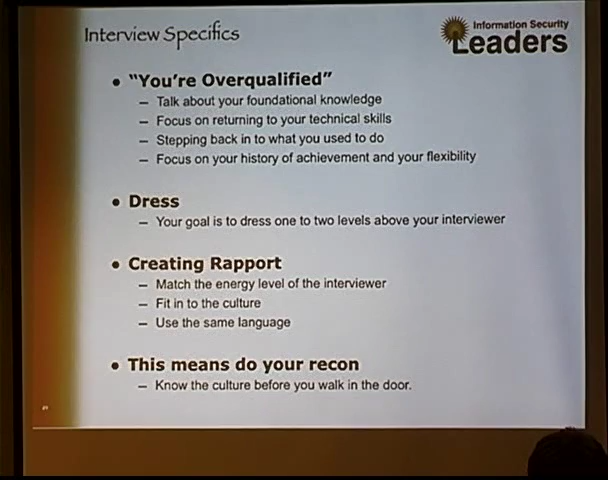 Interview Specifics
Information Security
Leaders
• "You're Overqualified"
– Talk about your foundational knowledge
– Focus on returning to your technical skills
– Stepping back in to what you used to do
– Focus on your history of achievement and your flexibility
• Dress
– Your goal is to dress one to two levels above your interviewer
• Creating Rapport
– Match the energy level of the interviewer
– Fit in to the culture
– Use the same language
• This means do your recon
– Know the culture before you walk in the door.